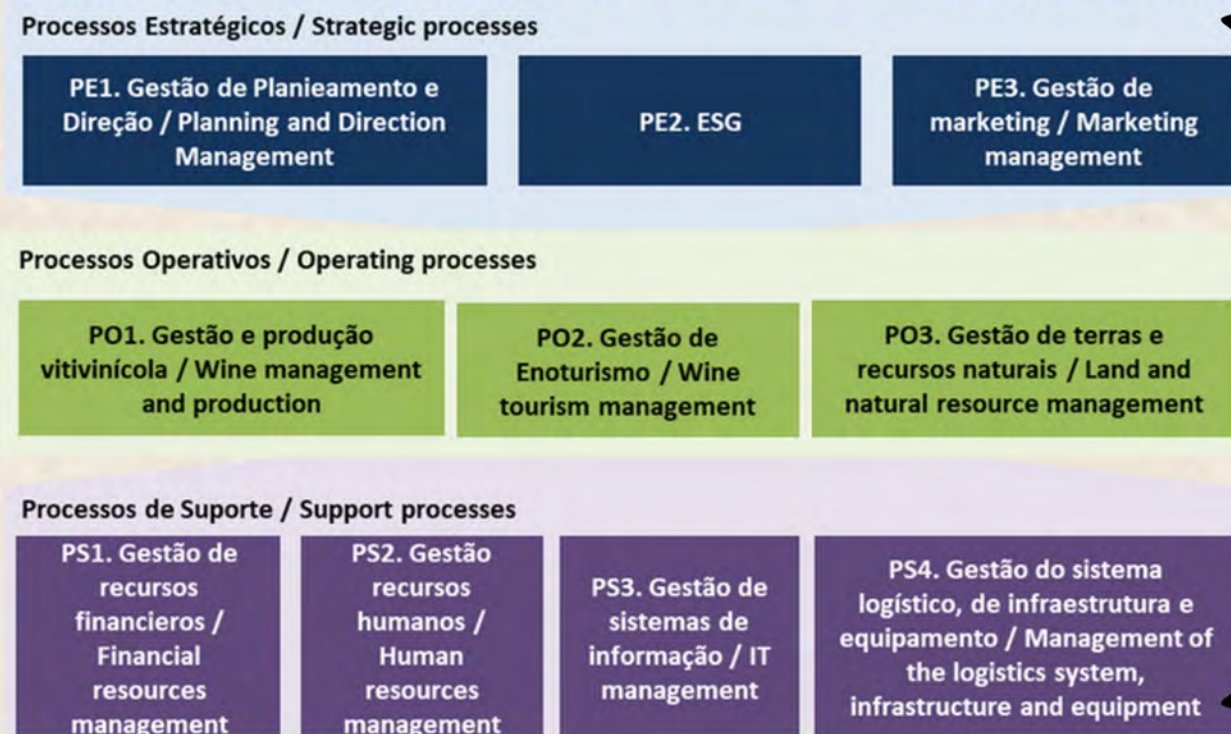 Processos Estratégicos / Strategic processes
PE1. Gestão de Planieamento e
Direção / Planning and Direction
Management
PE2. ESG
PE3. Gestão de
marketing / Marketing
management
Processos Operativos / Operating processes
PO1. Gestão e produção
vitivinícola / Wine management
and production
PO2. Gestão de
Enoturismo / Wine
tourism management
PO3. Gestão de terras e
recursos naturais / Land and
natural resource management
Processos de Suporte / Support processes
PS1. Gestão de
recursos
financieros /
Financial
resources
management
PS2. Gestão
recursos
humanos /
Human
resources
management
PS3. Gestão de
sistemas de
informação / IT
management
PS4. Gestão do sistema
logístico, de infraestrutura e
equipamento / Management of
the logistics system,
infrastructure and equipment